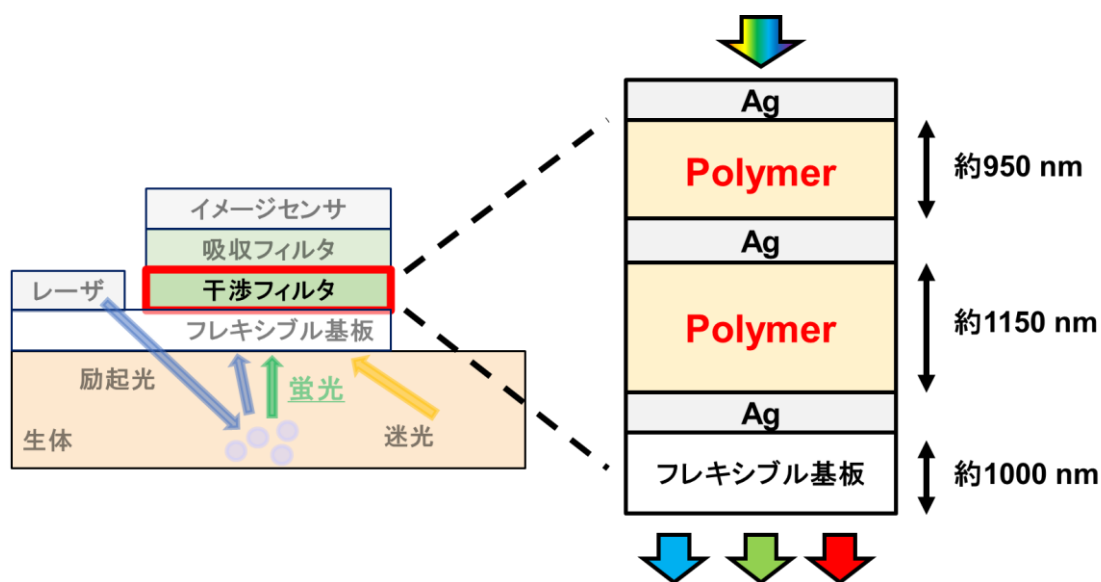 イメージセンサ
吸収フィルタ
レーザ
干渉フィルタ
フレキシブル基板
励起光
蛍光
迷光
生体
Ag
Polymer
約950 nm
Ag
Polymer
約1150 nm
Ag
フレキシブル基板
約1000 nm